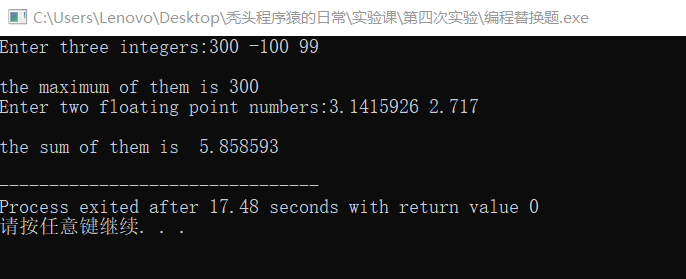 C:\Users\Lenovo\Desktop\秃头程序猿的日常\实验课\第四次实验\编程替换题.exe
Enter three integers:300 -100 99
the maximum of them is 300
Enter two floating point numbers:3.1415926 2.717
the sum of them is  5.858593
--------------------------------
Process exited after 17.48 seconds with return value 0
请按任意键继续. . .